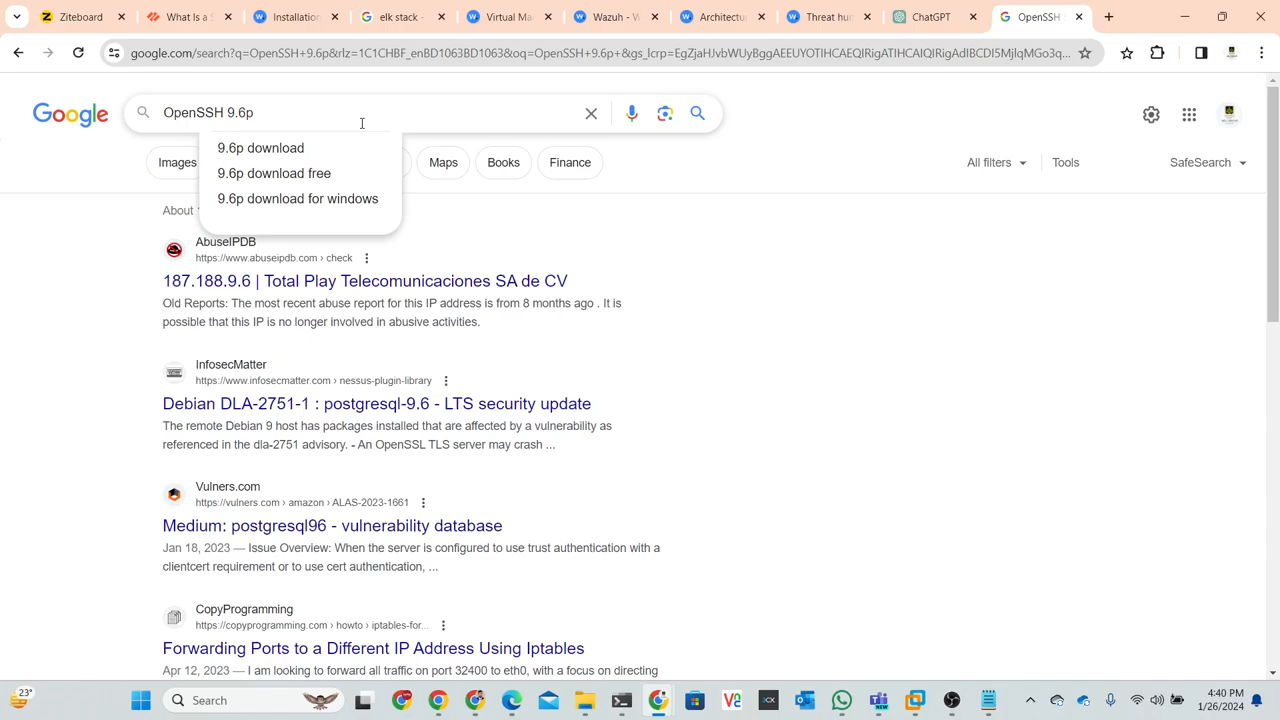 Ziteboard
What Is a S
Installation
elk stack -
Virtual Ma
Wazuh - W
Architectur
Threat hun
ChatGPT
OpenSSH
google.com/search?q=OpenSSH+9.6p&rlz=1C1CHBF_enBD1063BD1063&oq=OpenSSH+9.6p+&gs_lcrp=EgZjaHJvbWUyBggAEEUYOTIHCAEQIRigATIHCAIQIRigAdIBCDI5MjlqMGo3q...
Google
OpenSSH 9.6p
9.6p download
9.6p download free
9.6p download for windows
Images
Maps
Books
Finance
All filters
Tools
SafeSearch
About
AbuseIPDB
https://www.abuseipdb.com › check
187.188.9.6 | Total Play Telecomunicaciones SA de CV
Old Reports: The most recent abuse report for this IP address is from 8 months ago . It is
possible that this IP is no longer involved in abusive activities.
InfosecMatter
https://www.infosecmatter.com › nessus-plugin-library
Debian DLA-2751-1 : postgresql-9.6 - LTS security update
The remote Debian 9 host has packages installed that are affected by a vulnerability as
referenced in the dla-2751 advisory. - An OpenSSL TLS server may crash ...
Vulners.com
https://vulners.com › amazon › ALAS-2023-1661
Medium: postgresql96 - vulnerability database
Jan 18, 2023 — Issue Overview: When the server is configured to use trust authentication with a
clientcert requirement or to use cert authentication, ...
CopyProgramming
https://copyprogramming.com › howto › iptables-for...
Forwarding Ports to a Different IP Address Using Iptables
Apr 12, 2023 — I am looking to forward all traffic on port 32400 to eth0, with a focus on directing
23°
Search
4:40 PM
1/26/2024